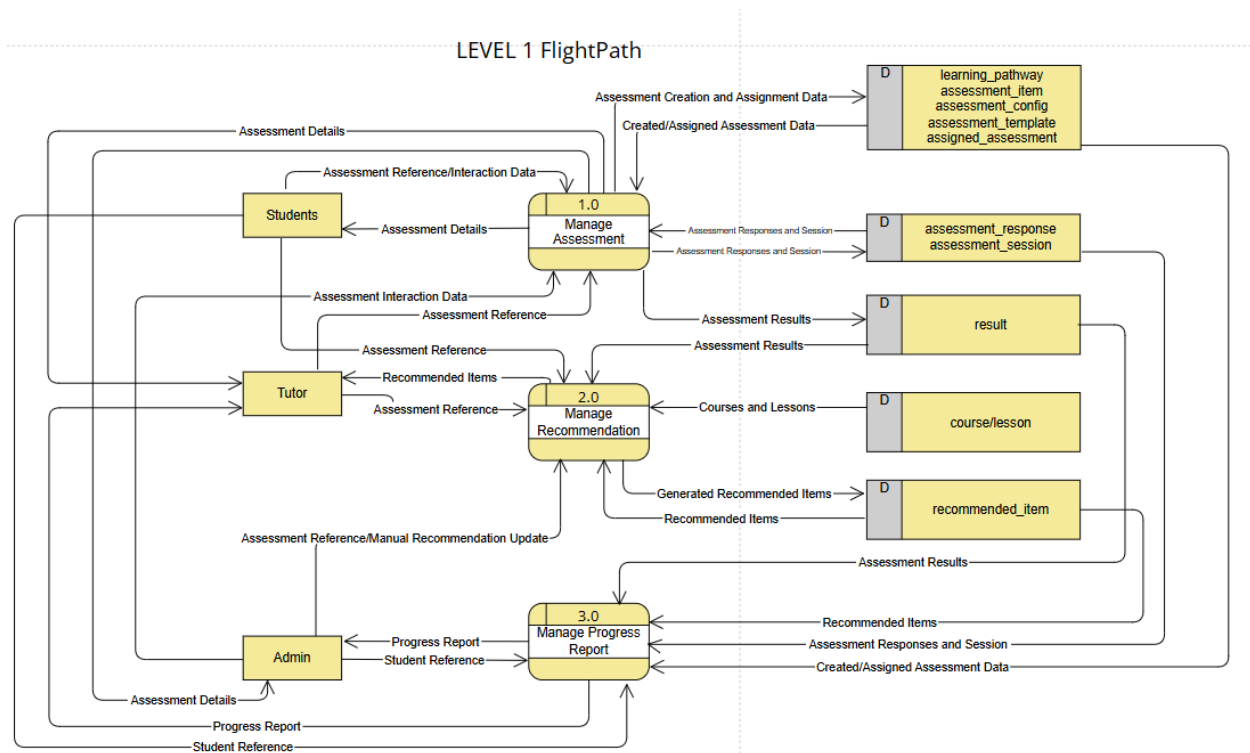 LEVEL 1 FlightPath
D
learning_pathway
assessment_item
assessment_config
assessment_template
assigned_assessment
Assessment Creation and Assignment Data
Created/Assigned Assessment Data
Assessment Details
Assessment Reference/Interaction Data
Students
Assessment Details
1.0
Manage
Assessment
Assessment Responses and Session
Assessment Responses and Session
D
assessment_response
assessment_session
Assessment Interaction Data
Assessment Reference
Assessment Results
Assessment Results
D
result
Assessment Reference
Recommended Items
Tutor
Assessment Reference
2.0
Manage
Recommendation
Courses and Lessons
D
course/lesson
Generated Recommended Items
Recommended Items
D
recommended_item
Assessment Reference/Manual Recommendation Update
Assessment Results
3.0
Manage Progress
Report
Recommended Items
Assessment Responses and Session
Created/Assigned Assessment Data
Progress Report
Admin
Student Reference
Assessment Details
Progress Report
Student Reference